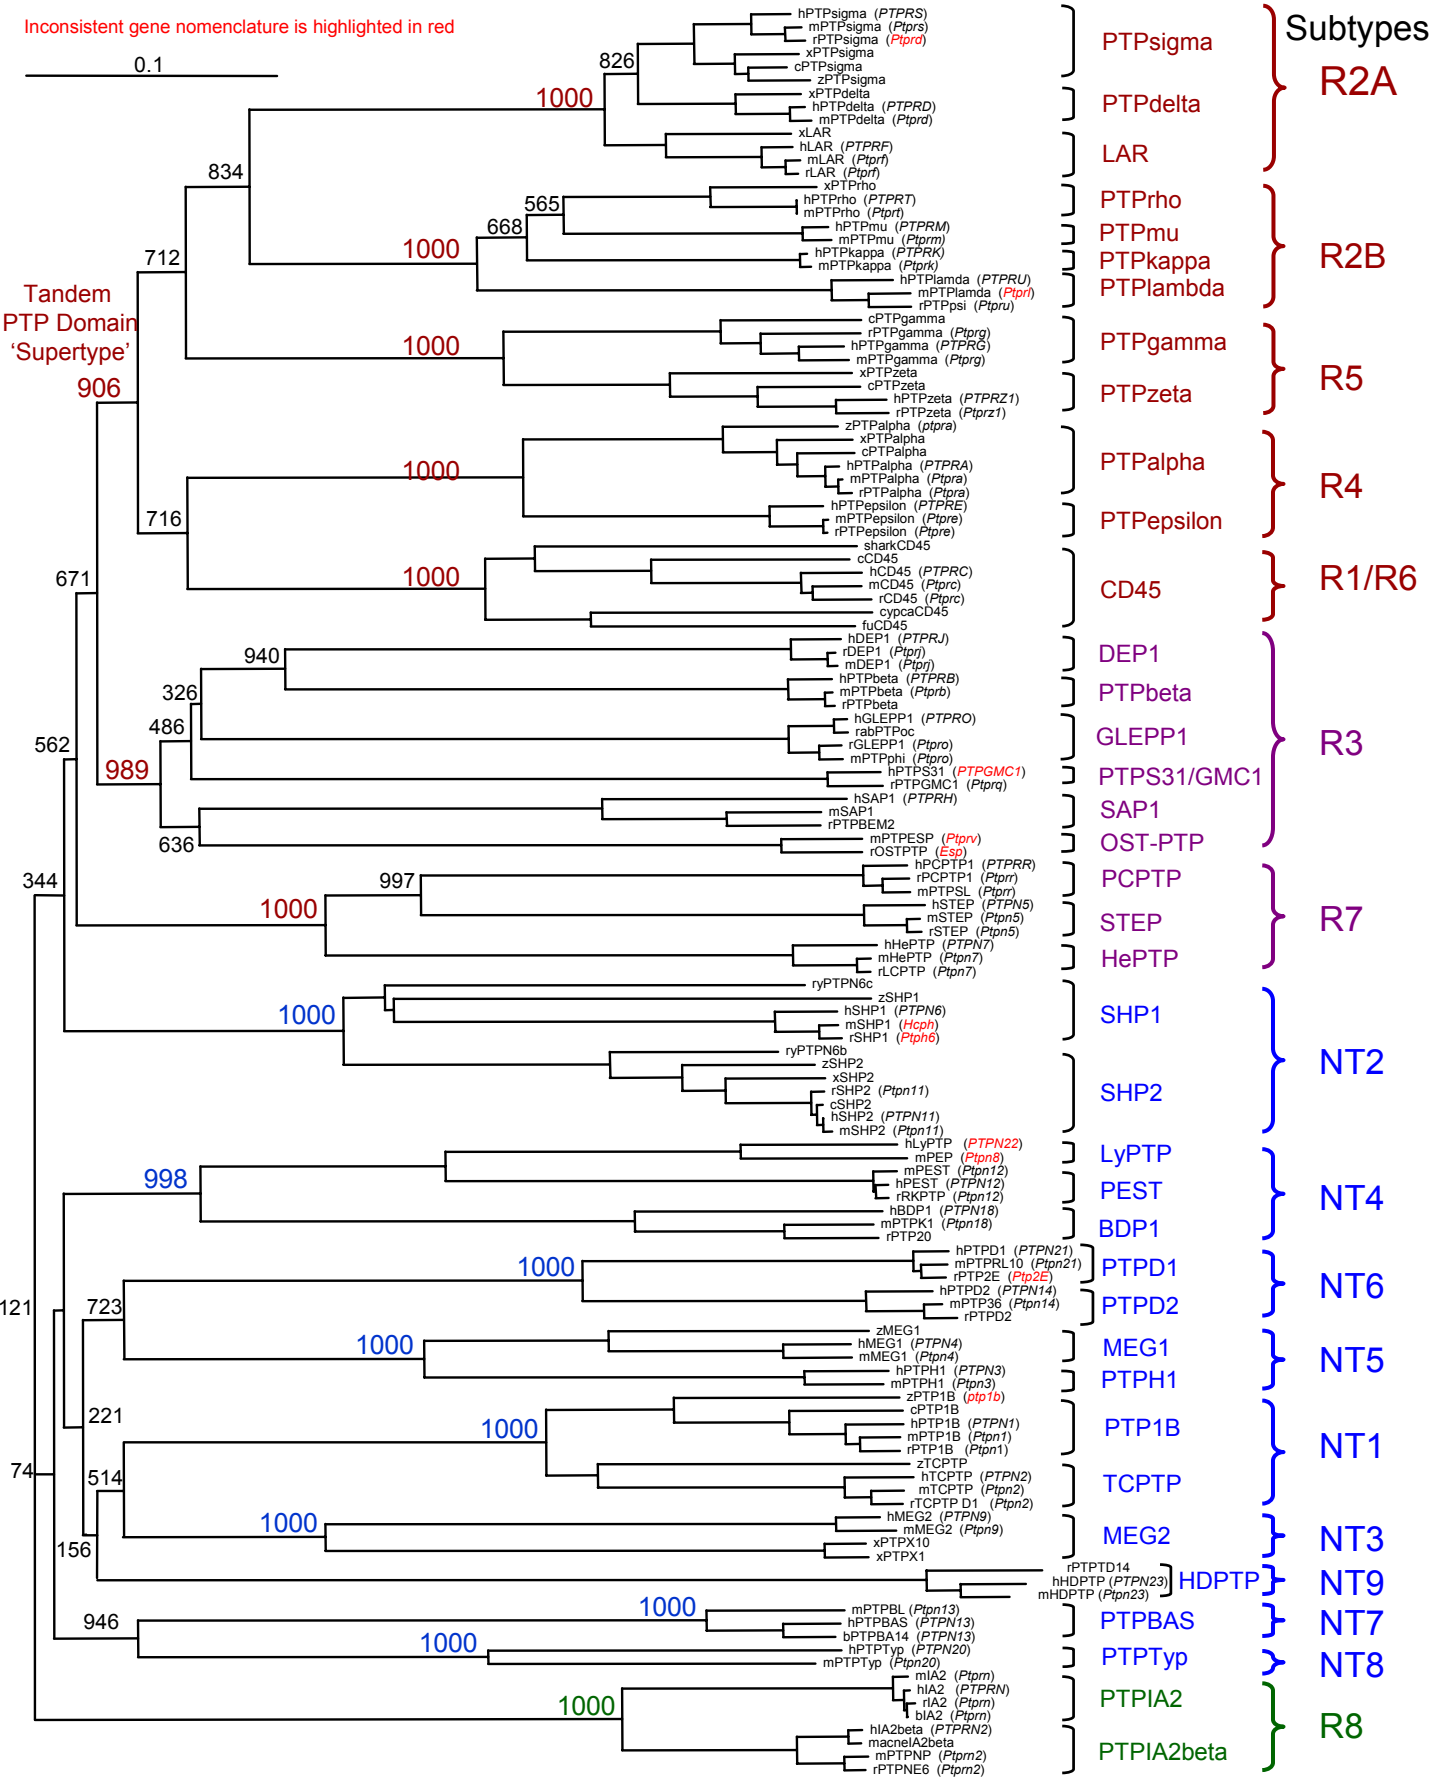 Inconsistent gene nomenclature is highlighted in red
0.1
Subtypes
hPTPsigma (PTPRS)
mPTPsigma (Ptprs)
rPTPsigma (Ptprd)
xPTPsigma
cPTPsigma
zPTPsigma
PTPsigma
826
1000
xPTPdelta
hPTPdelta (PTPRD)
mPTPdelta (Ptprd)
PTPdelta
xLAR
hLAR (PTPRF)
mLAR (Ptprf)
rLAR (Ptprf)
LAR
R2A
834
xPTPrho
hPTPrho (PTPRT)
mPTPrho (Ptprt)
PTPrho
565
668
1000
hPTPmu (PTPRM)
mPTPmu (Ptprm)
PTPmu
hPTPkappa (PTPRK)
mPTPkappa (Ptprk)
PTPkappa
hPTPlamda (PTPRU)
mPTPlamda (Ptprl)
rPTPpsi (Ptpru)
PTPlambda
R2B
712
Tandem
PTP Domain
‘Supertype’
906
cPTPgamma
rPTPgamma (Ptprg)
hPTPgamma (PTPRG)
mPTPgamma (Ptprg)
PTPgamma
1000
xPTPzeta
cPTPzeta
hPTPzeta (PTPRZ1)
rPTPzeta (Ptprz1)
PTPzeta
R5
zPTPalpha (ptpra)
xPTPalpha
cPTPalpha
hPTPalpha (PTPRA)
mPTPalpha (Ptpra)
rPTPalpha (Ptpra)
PTPalpha
1000
hPTPepsilon (PTPRE)
mPTPepsilon (Ptpre)
rPTPepsilon (Ptpre)
PTPepsilon
R4
716
sharkCD45
cCD45
hCD45 (PTPRC)
mCD45 (Ptprc)
rCD45 (Ptprc)
cypcaCD45
fuCD45
CD45
1000
R1/R6
671
hDEP1 (PTPRJ)
rDEP1 (Ptprj)
mDEP1 (Ptprj)
DEP1
940
hPTPbeta (PTPRB)
mPTPbeta (Ptprb)
rPTPbeta
PTPbeta
326
486
hGLEPP1 (PTPRO)
rabPTPoc
rGLEPP1 (Ptpro)
mPTPphi (Ptpro)
GLEPP1
562
989
hPTPS31 (PTPGMC1)
rPTPGMC1 (Ptprq)
PTPS31/GMC1
hSAP1 (PTPRH)
mSAP1
rPTPBEM2
SAP1
636
mPTPESP (Ptprv)
rOSTPTP (Esp)
OST-PTP
R3
344
hPCPTP1 (PTPRR)
rPCPTP1 (Ptprr)
mPTPSL (Ptprr)
PCPTP
997
1000
hSTEP (PTPN5)
mSTEP (Ptpn5)
rSTEP (Ptpn5)
STEP
hHePTP (PTPN7)
mHePTP (Ptpn7)
rLCPTP (Ptpn7)
HePTP
R7
ryPTPN6c
zSHP1
hSHP1 (PTPN6)
mSHP1 (Hcph)
rSHP1 (Ptph6)
SHP1
1000
ryPTPN6b
zSHP2
xSHP2
rSHP2 (Ptpn11)
cSHP2
hSHP2 (PTPN11)
mSHP2 (Ptpn11)
SHP2
NT2
hLyPTP (PTPN22)
mPEP (Ptpn8)
LyPTP
998
mPEST (Ptpn12)
hPEST (PTPN12)
rRKPTP (Ptpn12)
PEST
hBDP1 (PTPN18)
mPTPK1 (Ptpn18)
rPTP20
BDP1
NT4
121
hPTPD1 (PTPN21)
mPTPRL10 (Ptpn21)
rPTP2E (Ptp2E)
PTPD1
1000
hPTPD2 (PTPN14)
mPTP36 (Ptpn14)
rPTPD2
PTPD2
NT6
723
zMEG1
hMEG1 (PTPN4)
mMEG1 (Ptpn4)
MEG1
1000
hPTPH1 (PTPN3)
mPTPH1 (Ptpn3)
PTPH1
NT5
221
zPTP1B (ptp1b)
cPTP1B
hPTP1B (PTPN1)
mPTP1B (Ptpn1)
rPTP1B (Ptpn1)
PTP1B
1000
74
514
zTCPTP
hTCPTP (PTPN2)
mTCPTP (Ptpn2)
rTCPTP D1 (Ptpn2)
TCPTP
NT1
1000
hMEG2 (PTPN9)
mMEG2 (Ptpn9)
xPTPX10
xPTPX1
MEG2
NT3
156
rPTPTD14
hHDPTP (PTPN23)
mHDPTP (Ptpn23)
HDPTP
NT9
946
1000
mPTPBL (Ptpn13)
hPTPBAS (PTPN13)
bPTPBA14 (PTPN13)
PTPBAS
NT7
1000
hPTPTyp (PTPN20)
mPTPTyp (Ptpn20)
PTPTyp
NT8
mIA2 (Ptprn)
hIA2 (PTPRN)
rIA2 (Ptprn)
bIA2 (Ptprn)
PTPIA2
1000
hIA2beta (PTPRN2)
macneIA2beta
mPTPNP (Ptprn2)
rPTPNE6 (Ptprn2)
PTPIA2beta
R8